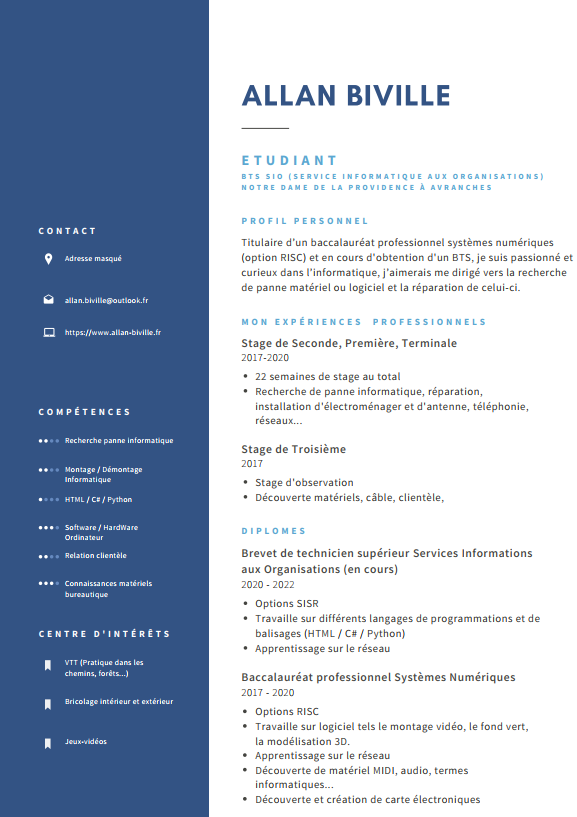 ALLAN BIVILLE
ETUDIANT
BTS SIO (SERVICE INFORMATIQUE AUX ORGANISATIONS)
NOTRE DAME DE LA PROVIDENCE À AVRANCHES
PROFIL PERSONNEL
Titulaire d'un baccalauréat professionnel systèmes numériques
(option RISC) et en cours d'obtention d'un BTS, je suis passionné et
curieux dans l'informatique, j'aimerais me dirigé vers la recherche
de panne matériel ou logiciel et la réparation de celui-ci.
MON EXPÉRIENCES PROFESSIONNELS
Stage de Seconde, Première, Terminale
2017-2020
• 22 semaines de stage au total
• Recherche de panne informatique, réparation,
installation d'électroménager et d'antenne, téléphonie,
réseaux...
Stage de Troisième
2017
• Stage d'observation
• Découverte matériels, câble, clientèle,
DIPLOMES
Brevet de technicien supérieur Services Informations
aux Organisations (en cours)
2020 - 2022
• Options SISR
• Travaille sur différents langages de programmations et de
balisages (HTML / C# / Python)
• Apprentissage sur le réseau
Baccalauréat professionnel Systèmes Numériques
2017 - 2020
• Options RISC
• Travaille sur logiciel tels le montage vidéo, le fond vert,
la modélisation 3D.
• Apprentissage sur le réseau
• Découverte de matériel MIDI, audio, termes
informatiques...
• Découverte et création de carte électroniques
CONTACT
Adresse masqué
allan.biville@outlook.fr
https://www.allan-biville.fr
COMPÉTENCES
Recherche panne informatique
Montage / Démontage
Informatique
HTML / C# / Python
Software / HardWare
Ordinateur
Relation clientèle
Connaissances matériels
bureautique
CENTRE D'INTÉRÊTS
VTT (Pratique dans les
chemins, forêts...)
Bricolage intérieur et extérieur
Jeux-vidéos